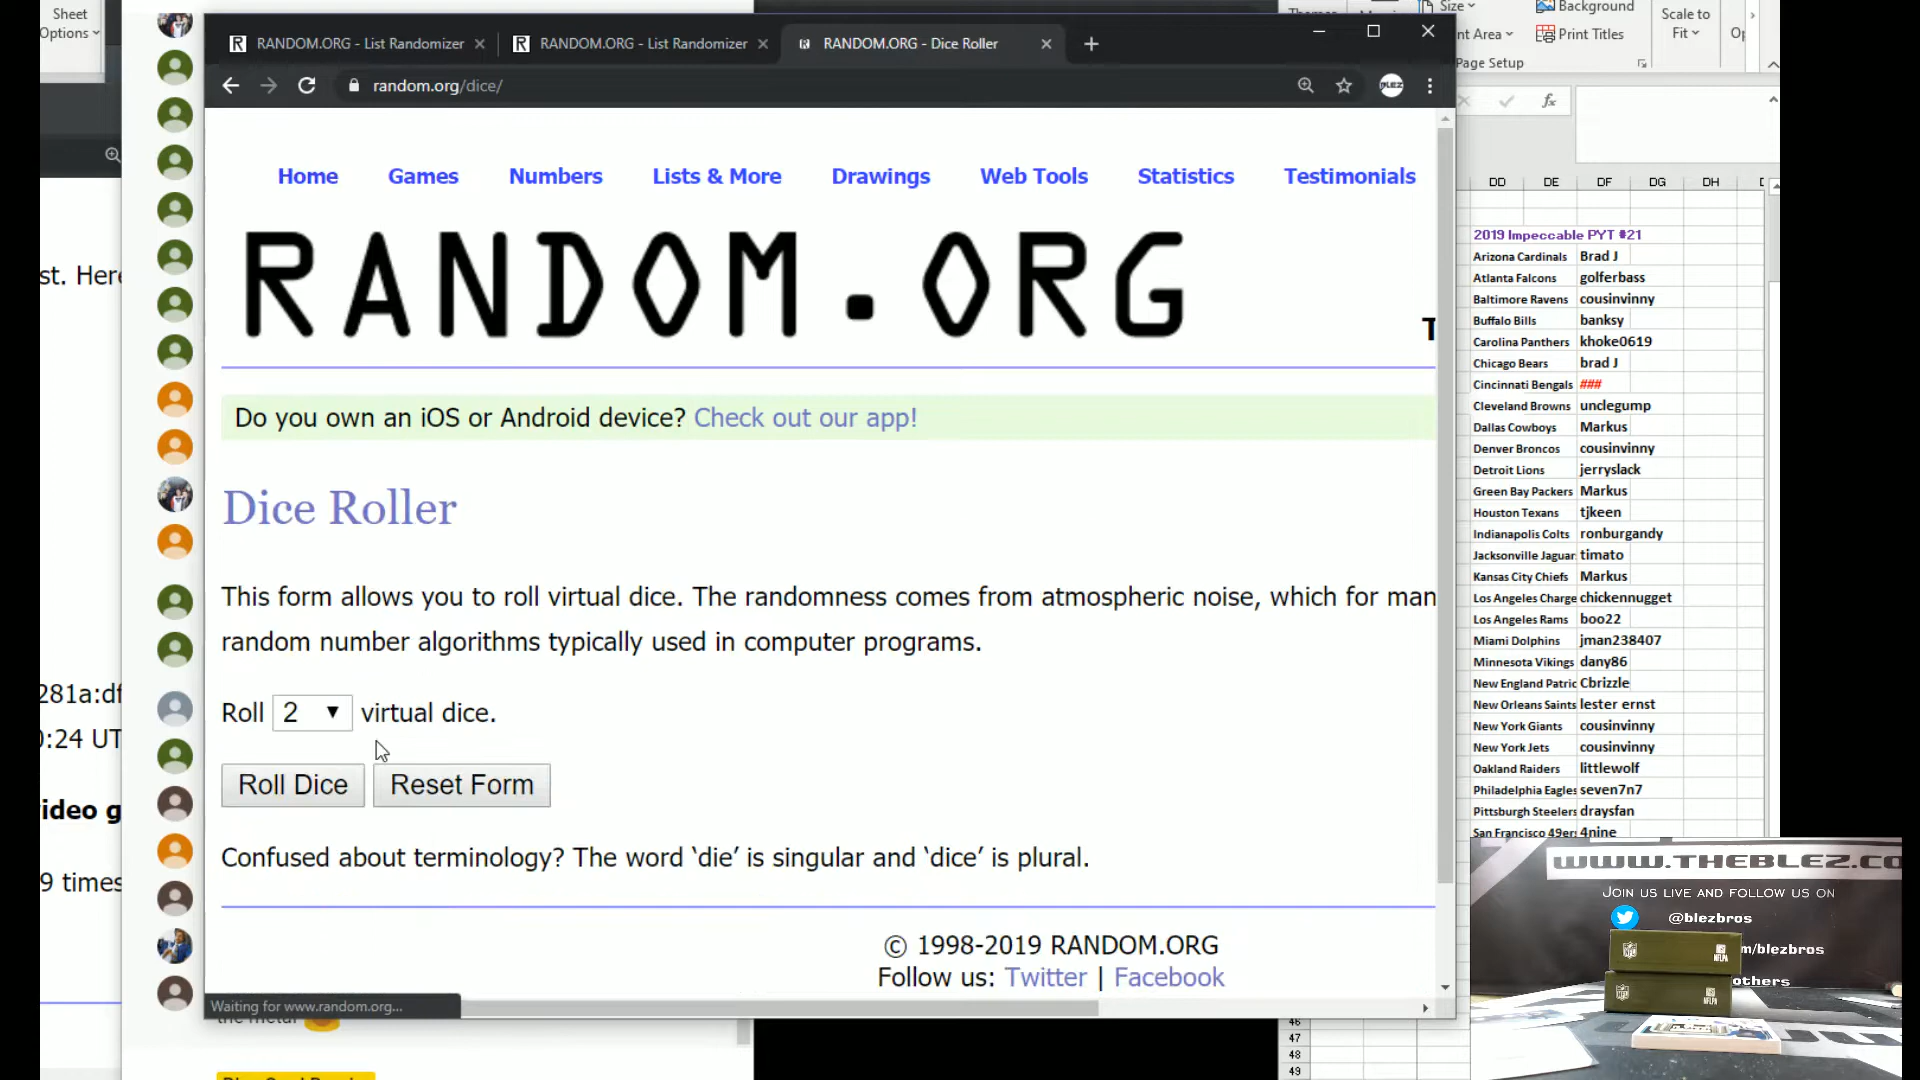 Sheet
Options
RANDOM.ORG - List Randomizer
RANDOM.ORG - List Randomizer
RANDOM.ORG - Dice Roller
random.org/dice/
Size
Background
Scale to
Fit
nt Area
Print Titles
Page Setup
Home
Games
Numbers
Lists & More
Drawings
Web Tools
Statistics
Testimonials
RANDOM.ORG
T
Do you own an iOS or Android device? Check out our app!
Dice Roller
This form allows you to roll virtual dice. The randomness comes from atmospheric noise, which for man
random number algorithms typically used in computer programs.
Roll 2 virtual dice.
Roll Dice
Reset Form
Confused about terminology? The word ‘die’ is singular and ‘dice’ is plural.
© 1998-2019 RANDOM.ORG
Follow us: Twitter | Facebook
Waiting for www.random.org...
st. Here
281a:df
0:24 UT
ideo g
9 times
DD DE DF DG DH
2019 Impeccable PYT #21
Arizona Cardinals Brad J
Atlanta Falcons golferbass
Baltimore Ravens cousinvinny
Buffalo Bills banksy
Carolina Panthers khoke0619
Chicago Bears brad J
Cincinnati Bengals ###
Cleveland Browns unclegump
Dallas Cowboys Markus
Denver Broncos cousinvinny
Detroit Lions jerryslack
Green Bay Packers Markus
Houston Texans tjkeen
Indianapolis Colts ronburgandy
Jacksonville Jaguar timato
Kansas City Chiefs Markus
Los Angeles Charge chickennugget
Los Angeles Rams boo22
Miami Dolphins jman238407
Minnesota Vikings dany86
New England Patric Cbrizzle
New Orleans Saints lester ernst
New York Giants cousinvinny
New York Jets cousinvinny
Oakland Raiders littlewolf
Philadelphia Eagles seven7n7
Pittsburgh Steelers draysfan
San Francisco 49er 4nine
WWW.THEBLEZ.CO
JOIN US LIVE AND FOLLOW US ON
@blezbros
m/blezbros
others
47
48
49